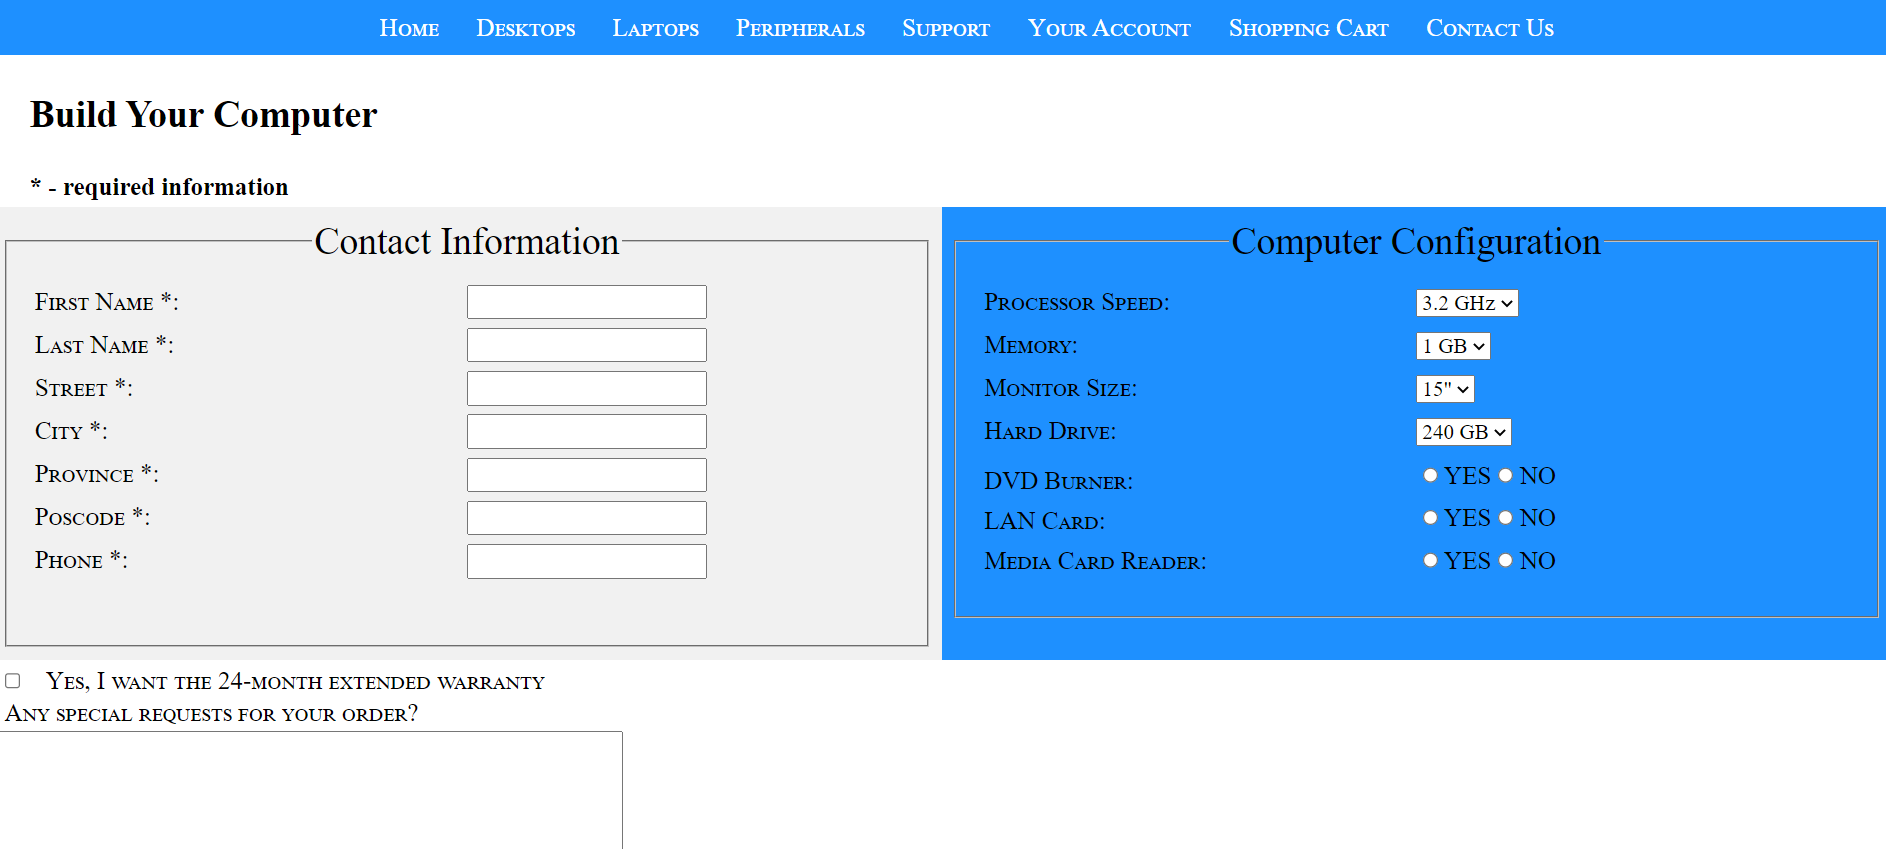 Home Desktops Laptops Peripherals Support Your Account Shopping Cart Contact Us
Build Your Computer
* - required information
Contact Information
First Name *:
Last Name *:
Street *:
City *:
Province *:
Poscode *:
Phone *:
Computer Configuration
Processor Speed: 3.2 GHz
Memory: 1 GB
Monitor Size: 15"
Hard Drive: 240 GB
DVD Burner: YES NO
LAN Card: YES NO
Media Card Reader: YES NO
Yes, I want the 24-month extended warranty
Any special requests for your order?